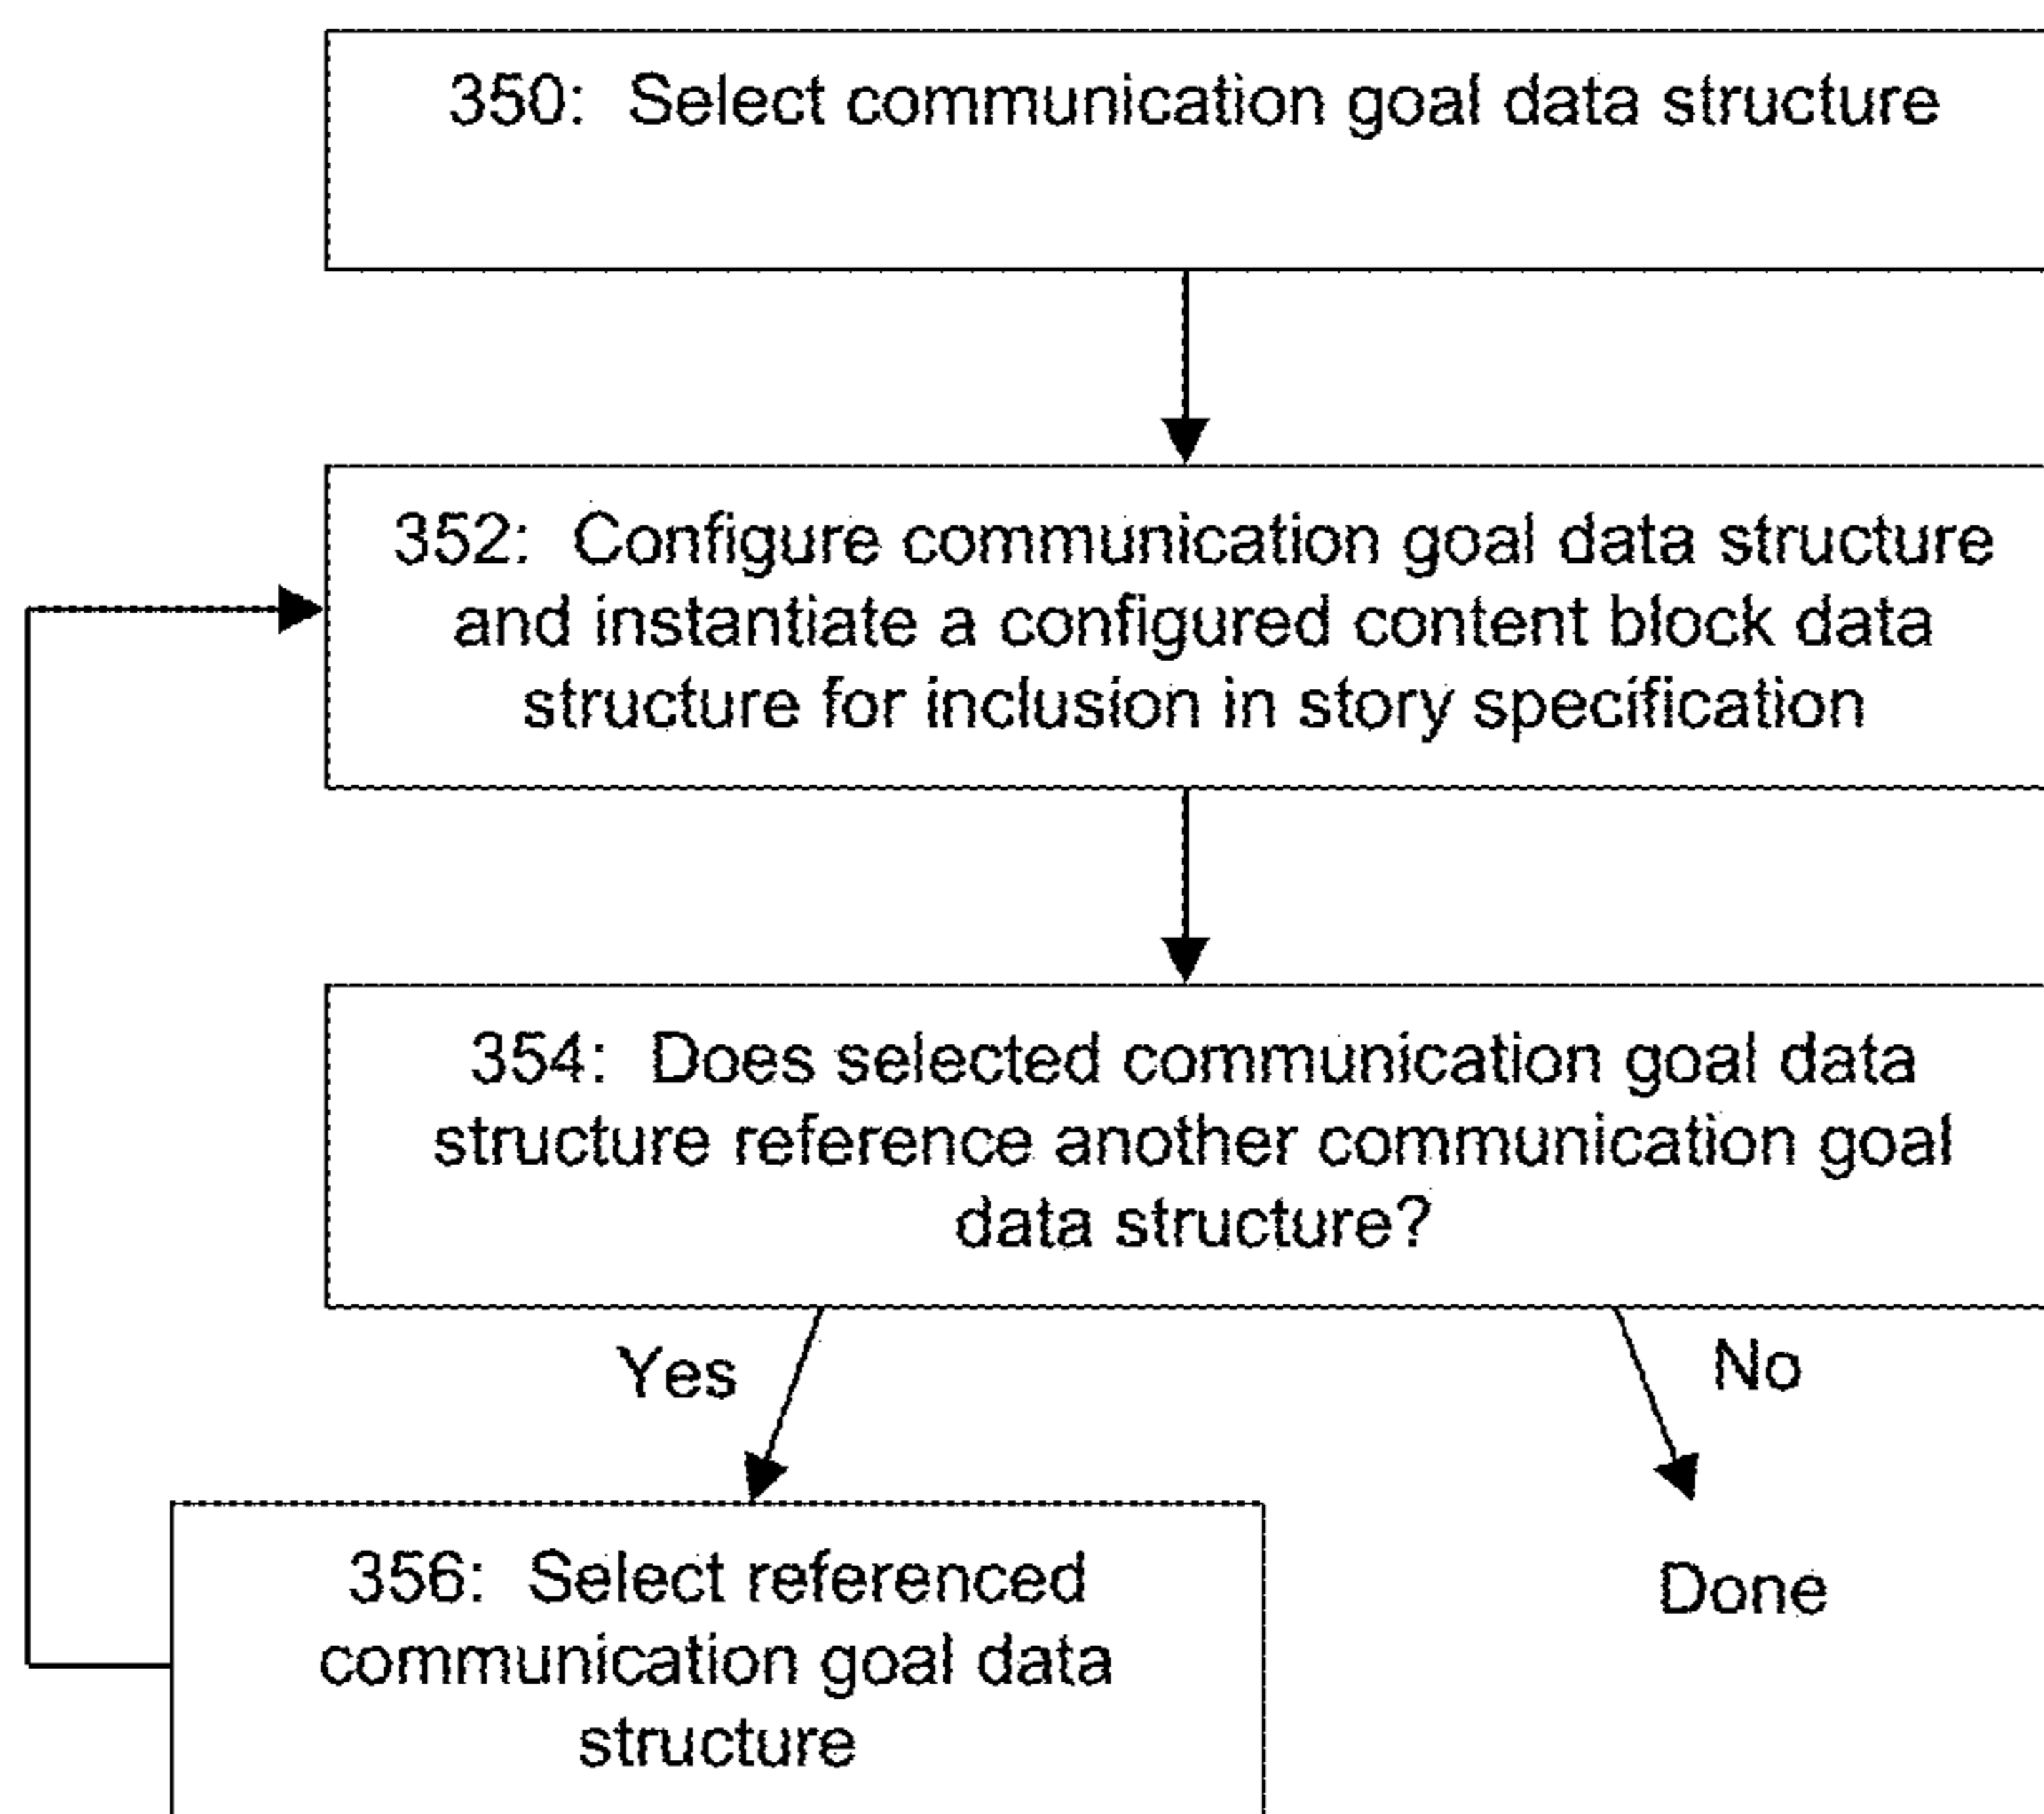 350: Select communication goal data structure
352: Configure communication goal data structure
and instantiate a configured content block data
structure for inclusion in story specification
354: Does selected communication goal data
structure reference another communication goal
data structure?
Yes
No
356: Select referenced
communication goal data
structure
Done